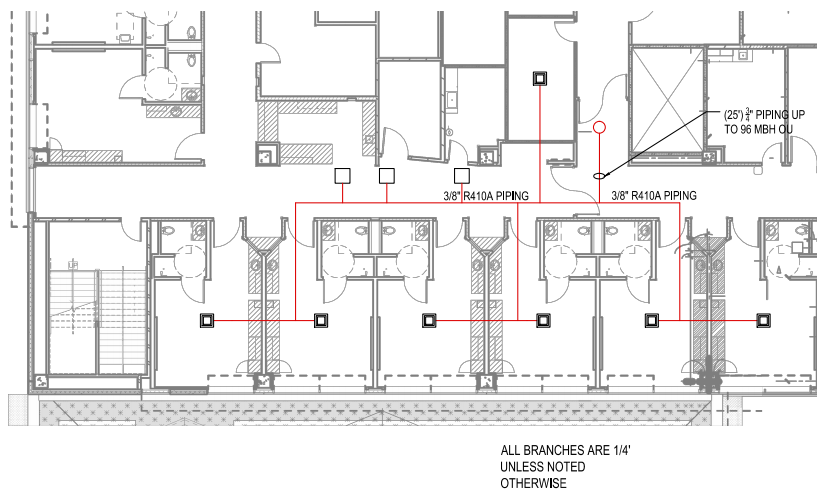 (25') 3/4" PIPING UP
TO 96 MBH OU
3/8" R410A PIPING
3/8" R410A PIPING
UP
ALL BRANCHES ARE 1/4'
UNLESS NOTED
OTHERWISE